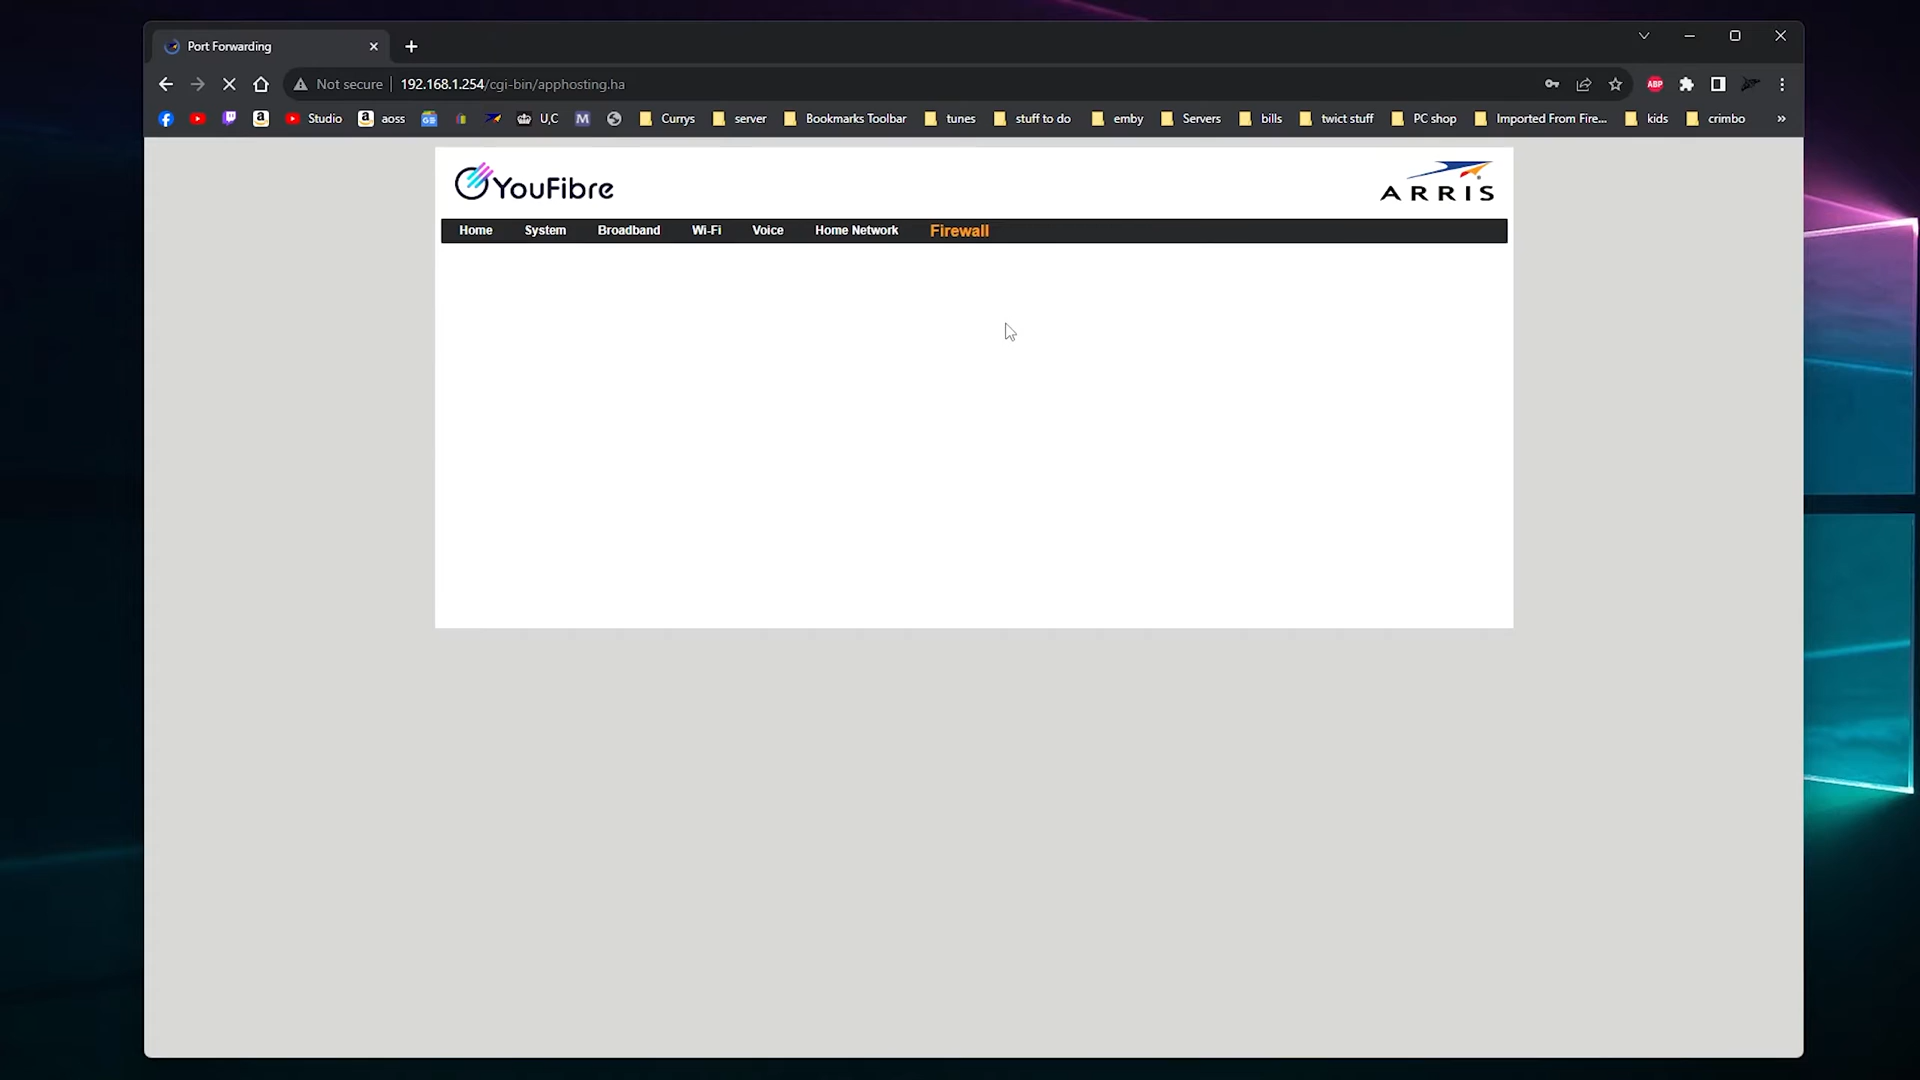 Port Forwarding
Not secure 192.168.1.254/cgi-bin/apphosting.ha ABP
Studio aoss GB U,C M Currys server Bookmarks Toolbar tunes stuff to do emby Servers bills twict stuff PC shop Imported From Fire... kids crimbo »
YouFibre ARRIS
Home System Broadband Wi-Fi Voice Home Network Firewall